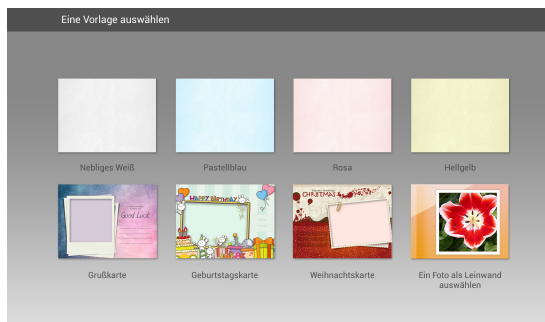 Eine Vorlage auswählen
Nebliges Weiß
Pastellblau
Rosa
Hellgelb
Good Luck
HAPPY BIRTHDAY
CHRISTMAS
Grußkarte
Geburtstagskarte
Weihnachtskarte
Ein Foto als Leinwand
auswählen